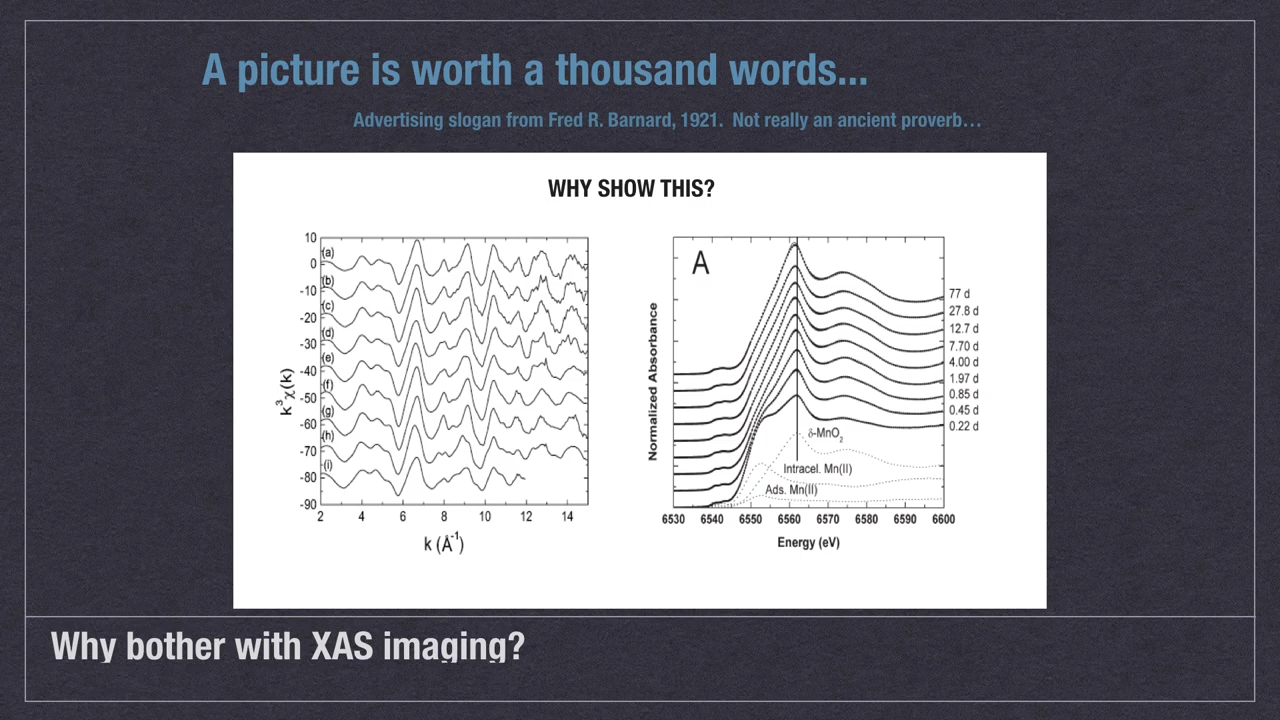 A picture is worth a thousand words...
Advertising slogan from Fred R. Barnard, 1921. Not really an ancient proverb…
WHY SHOW THIS?
10
0
-10
-20
-30
-40
-50
-60
-70
-80
-90
k³χ(k)
(a)
(b)
(c)
(d)
(e)
(f)
(g)
(h)
(i)
2 4 6 8 10 12 14
k (Å⁻¹)
A
Normalized Absorbance
77 d
27.8 d
12.7 d
7.70 d
4.00 d
1.97 d
0.85 d
0.45 d
0.22 d
δ-MnO₂
Intracel. Mn(II)
Ads. Mn(II)
6530 6540 6550 6560 6570 6580 6590 6600
Energy (eV)
Why bother with XAS imaging?